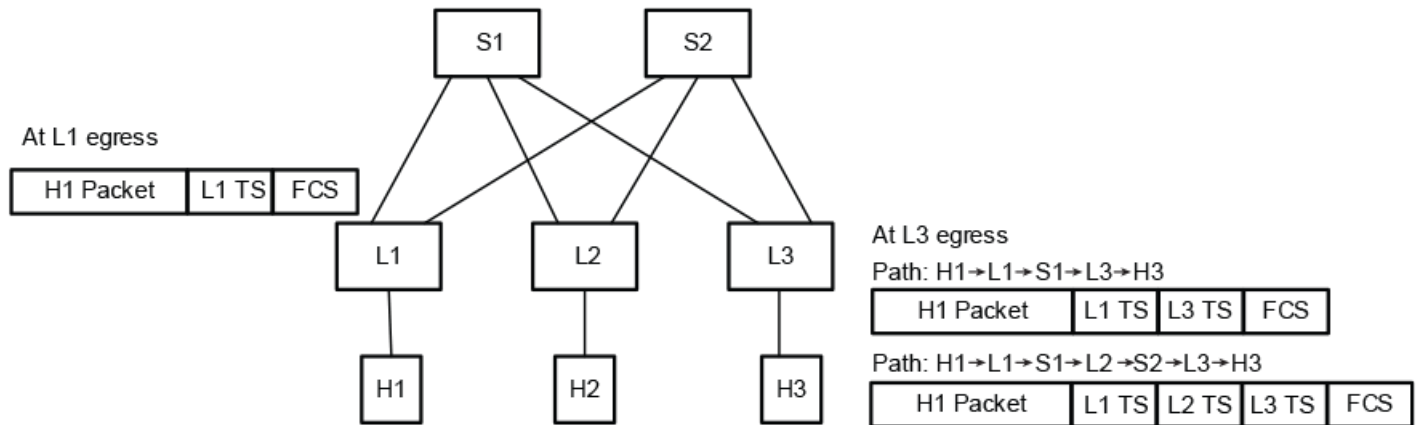 S1
S2
At L1 egress
H1 Packet L1 TS FCS
L1
L2
L3
At L3 egress
Path: H1→L1→S1→L3→H3
H1 Packet L1 TS L3 TS FCS
Path: H1→L1→S1→L2→S2→L3→H3
H1 Packet L1 TS L2 TS L3 TS FCS
H1
H2
H3